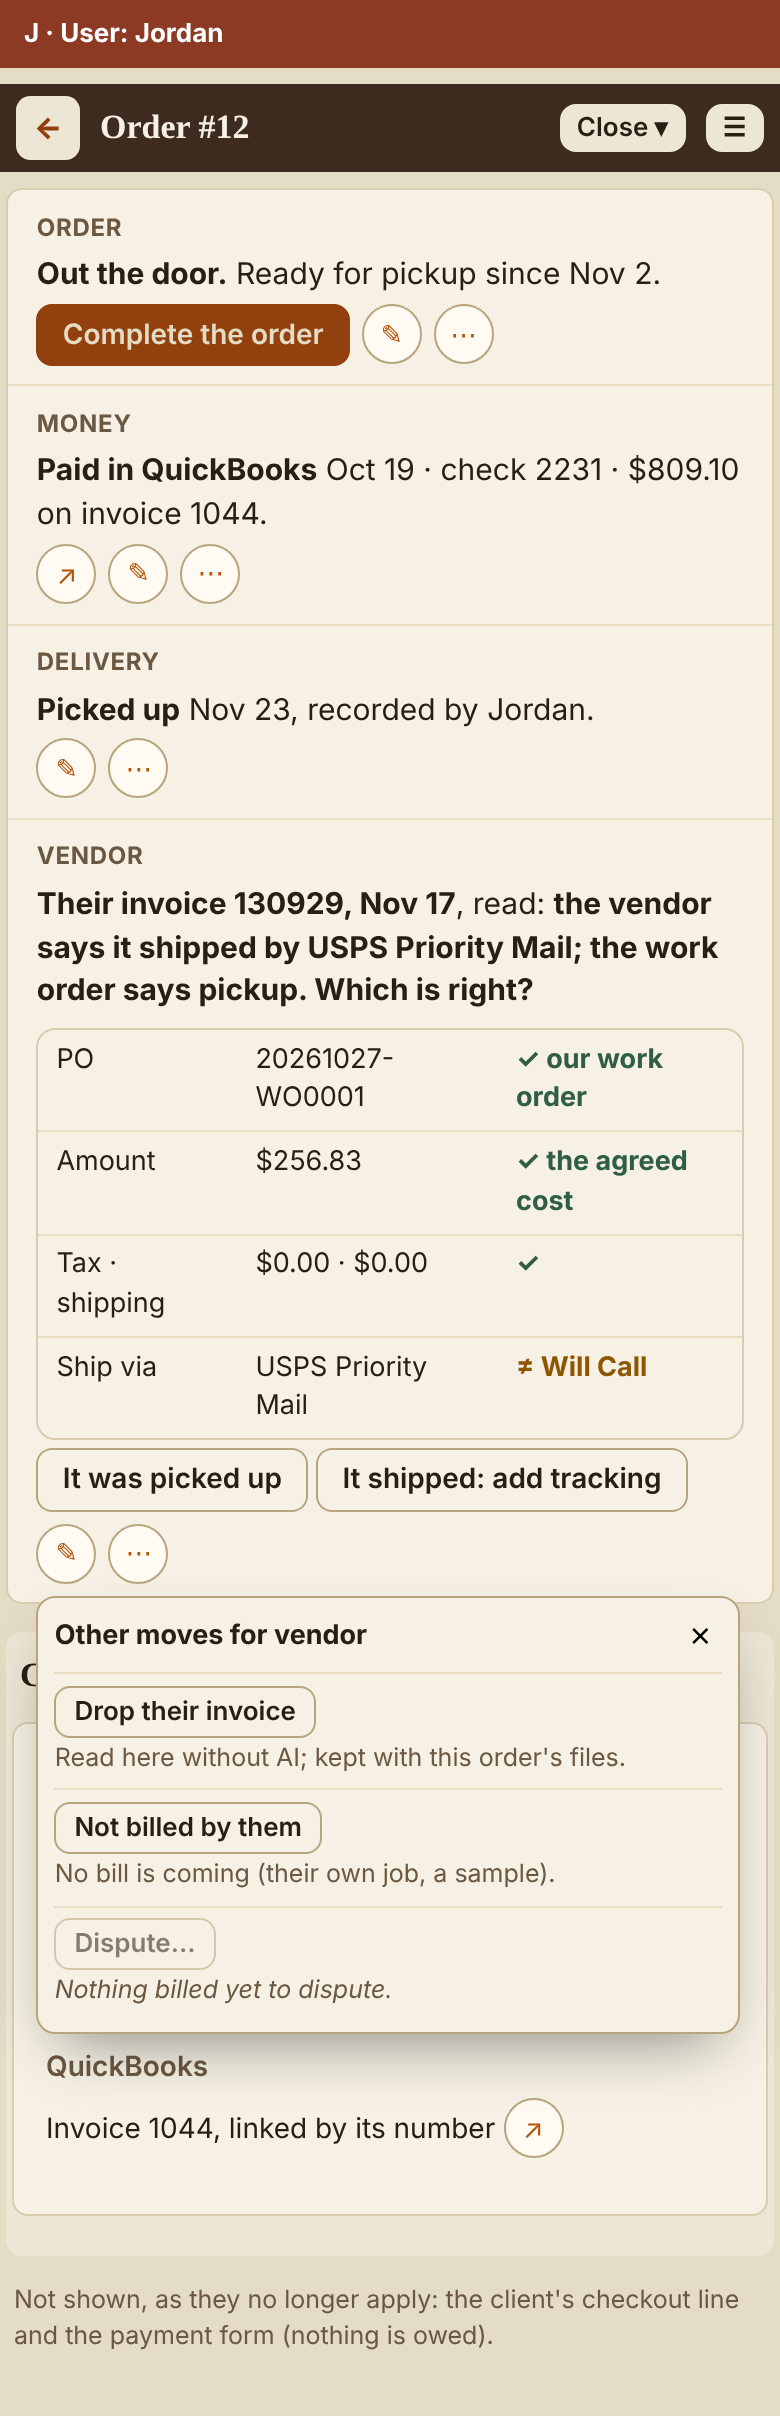 J · User: Jordan
← Order #12 Close ▾ ☰
ORDER
Out the door. Ready for pickup since Nov 2.
Complete the order ✎ ⋯
MONEY
Paid in QuickBooks Oct 19 · check 2231 · $809.10
on invoice 1044.
↗ ✎ ⋯
DELIVERY
Picked up Nov 23, recorded by Jordan.
✎ ⋯
VENDOR
Their invoice 130929, Nov 17, read: the vendor
says it shipped by USPS Priority Mail; the work
order says pickup. Which is right?
PO 20261027- ✓ our work
WO0001 order
Amount $256.83 ✓ the agreed
cost
Tax · $0.00 · $0.00 ✓
shipping
Ship via USPS Priority ≠ Will Call
Mail
It was picked up It shipped: add tracking
✎ ⋯
Other moves for vendor ✕
Drop their invoice
Read here without AI; kept with this order's files.
Not billed by them
No bill is coming (their own job, a sample).
Dispute...
Nothing billed yet to dispute.
QuickBooks
Invoice 1044, linked by its number ↗
Not shown, as they no longer apply: the client's checkout line
and the payment form (nothing is owed).